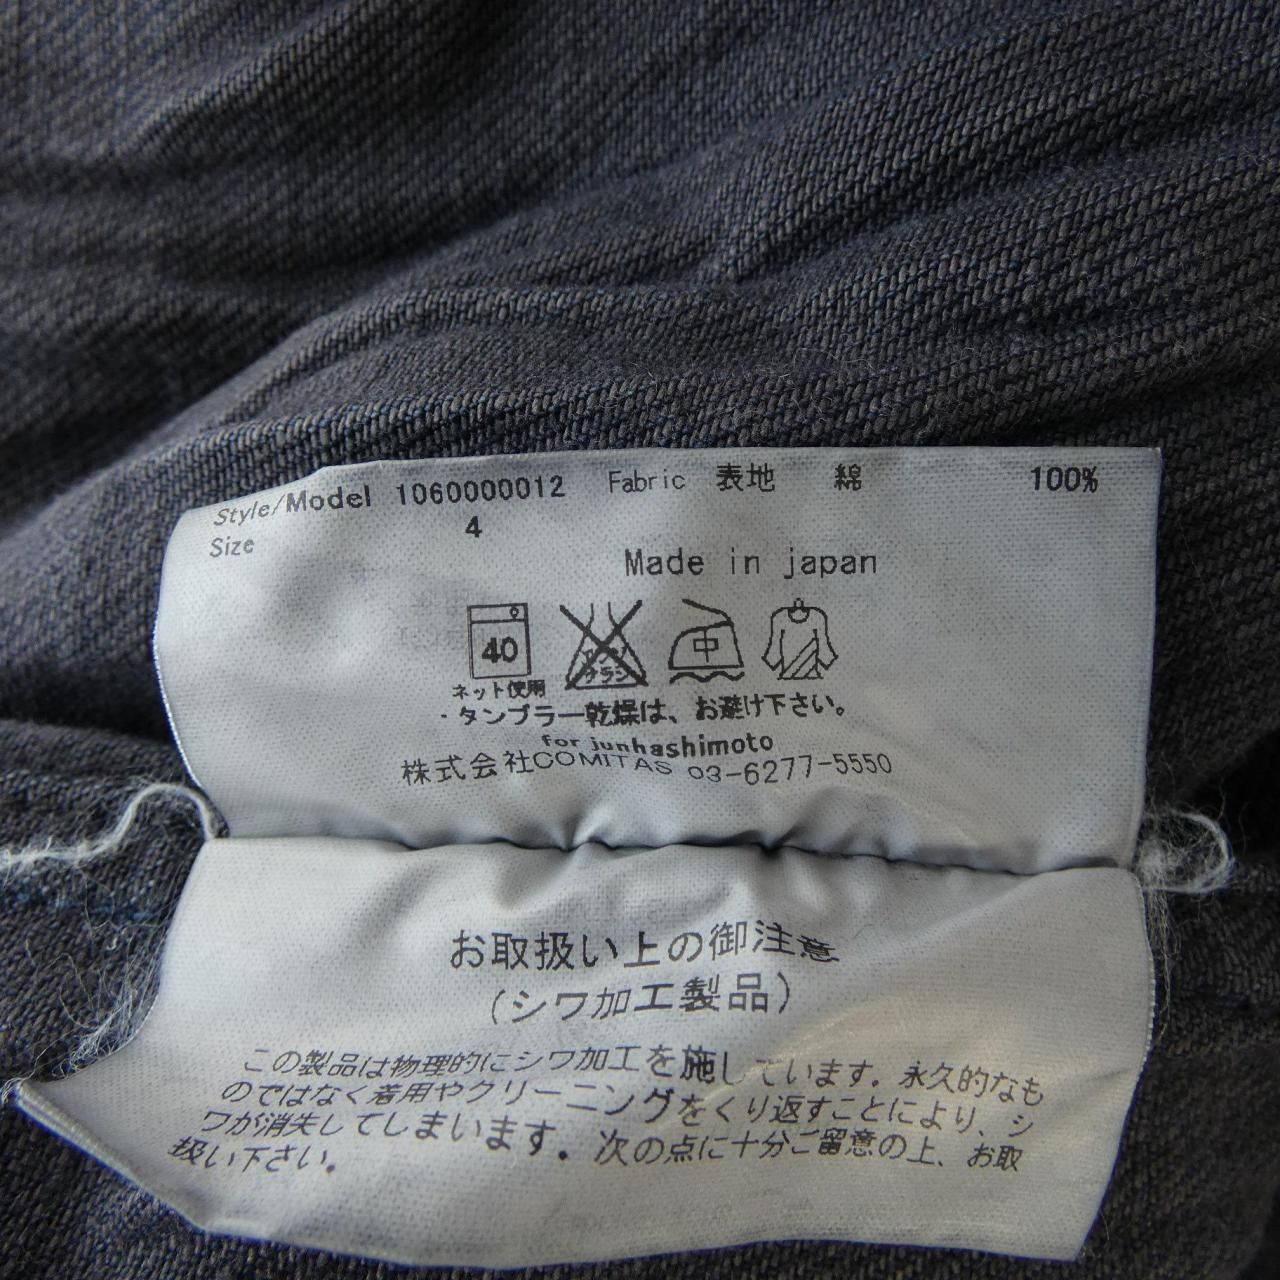 Style/Model 1060000012 Fabric 表地 綿 100%
Size 4
Made in japan
40 中
ネット使用
・タンブラー乾燥は、お避け下さい。
for junhashimoto
株式会社COMITAS 03-6277-5550
お取扱い上の御注意
(シワ加工製品)
この製品は物理的にシワ加工を施しています。永久的なも
のではなく着用やクリーニングをくり返すことにより、シ
ワが消失してしまいます。次の点に十分ご留意の上、お取
扱い下さい。